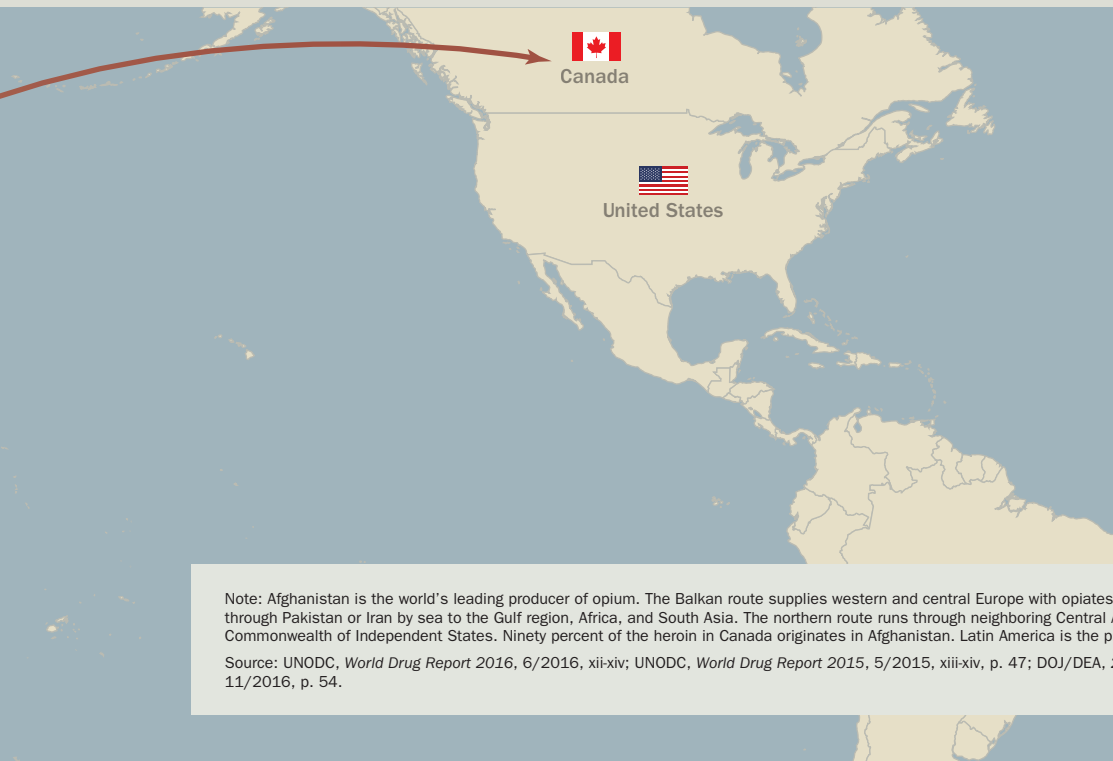 Canada
United States
Note: Afghanistan is the world's leading producer of opium. The Balkan route supplies western and central Europe with opiates
through Pakistan or Iran by sea to the Gulf region, Africa, and South Asia. The northern route runs through neighboring Central
Commonwealth of Independent States. Ninety percent of the heroin in Canada originates in Afghanistan. Latin America is the
Source: UNODC, World Drug Report 2016, 6/2016, xii-xiv; UNODC, World Drug Report 2015, 5/2015, xiii-xiv, p. 47; DOJ/DEA,
11/2016, p. 54.